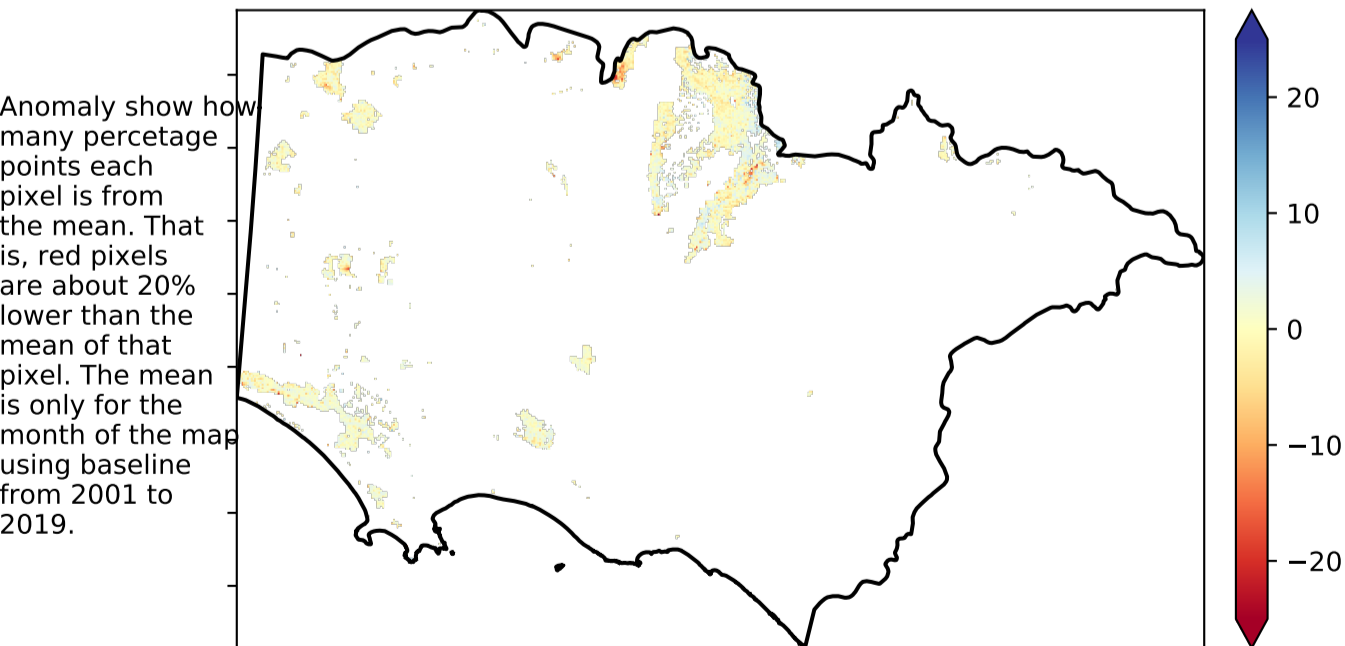 Anomaly show how
many percetage
points each
pixel is from
the mean. That
is, red pixels
are about 20%
lower than the
mean of that
pixel. The mean
is only for the
month of the map
using baseline
from 2001 to
2019.
20
10
0
−10
−20